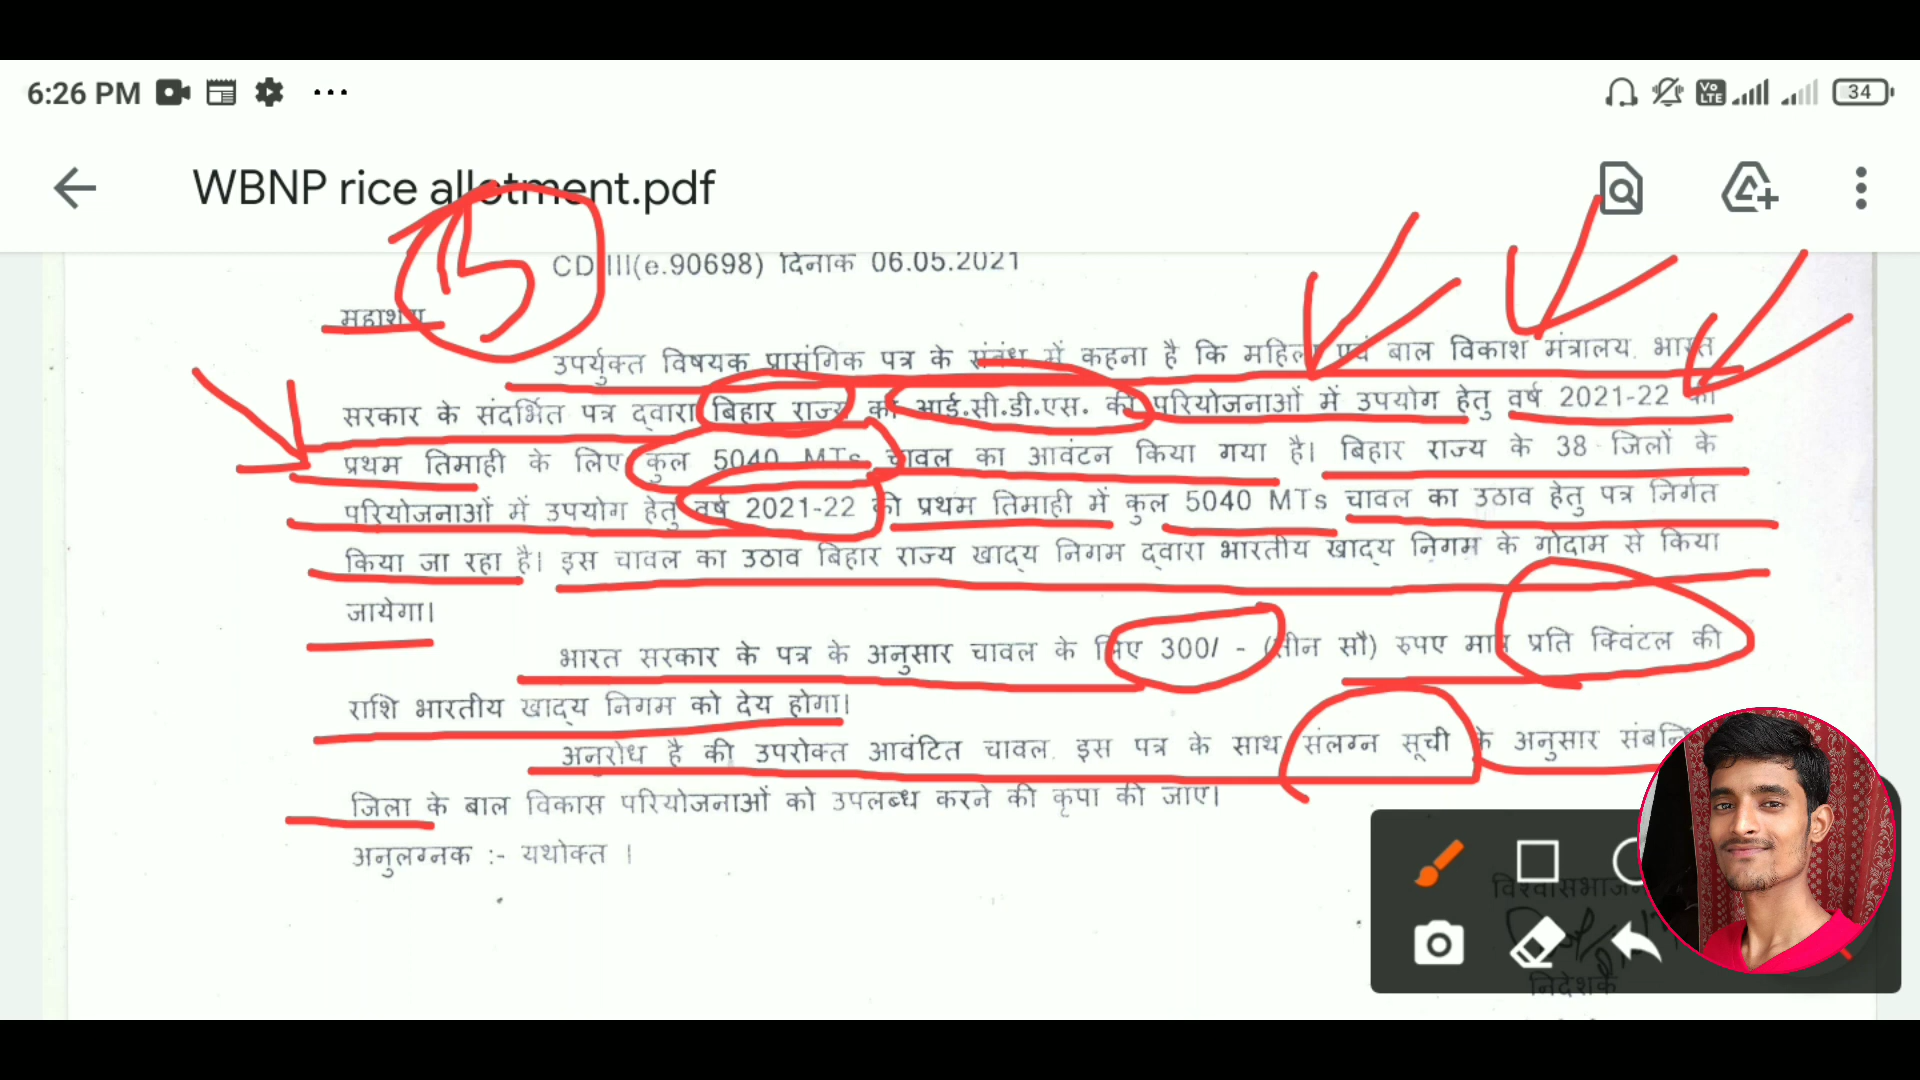 6:26 PM
Vo LTE
34
WBNP rice allotment.pdf
CD III(e.90698) दिनांक 06.05.2021
महाशय
उपर्युक्त विषयक प्रासंगिक पत्र के संबंध में कहना है कि महिला एवं बाल विकाश मंत्रालय, भारत
सरकार के संदर्भित पत्र द्वारा बिहार राज्य को आई.सी.डी.एस. की परियोजनाओं में उपयोग हेतु वर्ष 2021-22 की
प्रथम तिमाही के लिए कुल 5040 MTs चावल का आवंटन किया गया है। बिहार राज्य के 38 जिलों के
परियोजनाओं में उपयोग हेतु वर्ष 2021-22 की प्रथम तिमाही में कुल 5040 MTs चावल का उठाव हेतु पत्र निर्गत
किया जा रहा है। इस चावल का उठाव बिहार राज्य खाद्य निगम द्वारा भारतीय खाद्य निगम के गोदाम से किया
जायेगा।
भारत सरकार के पत्र के अनुसार चावल के लिए 300/ - (तीन सौ) रुपए मात्र प्रति क्विंटल की
राशि भारतीय खाद्य निगम को देय होगा।
अनुरोध है की उपरोक्त आवंटित चावल, इस पत्र के साथ संलग्न सूची के अनुसार
जिला के बाल विकास परियोजनाओं को उपलब्ध करने की कृपा की जाए।
अनुलग्नक :- यथोक्त ।
निदेशक